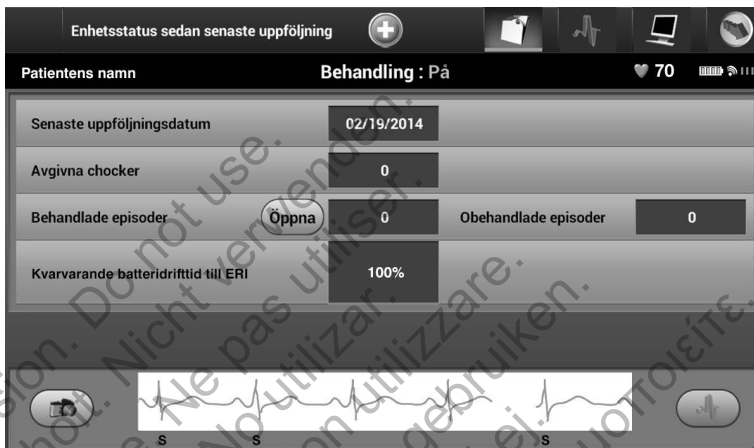 Enhetsstatus sedan senaste uppföljning
Patientens namn Behandling : På 70
Senaste uppföljningsdatum 02/19/2014
Avgivna chocker 0
Behandlade episoder Öppna 0 Obehandlade episoder 0
Kvarvarande batteridrifttid till ERI 100%
S S S
Do not use.
Nicht verwenden.
Ne pas utiliser.
No utilizar.
utilizzare.
gebruiken.
ej.